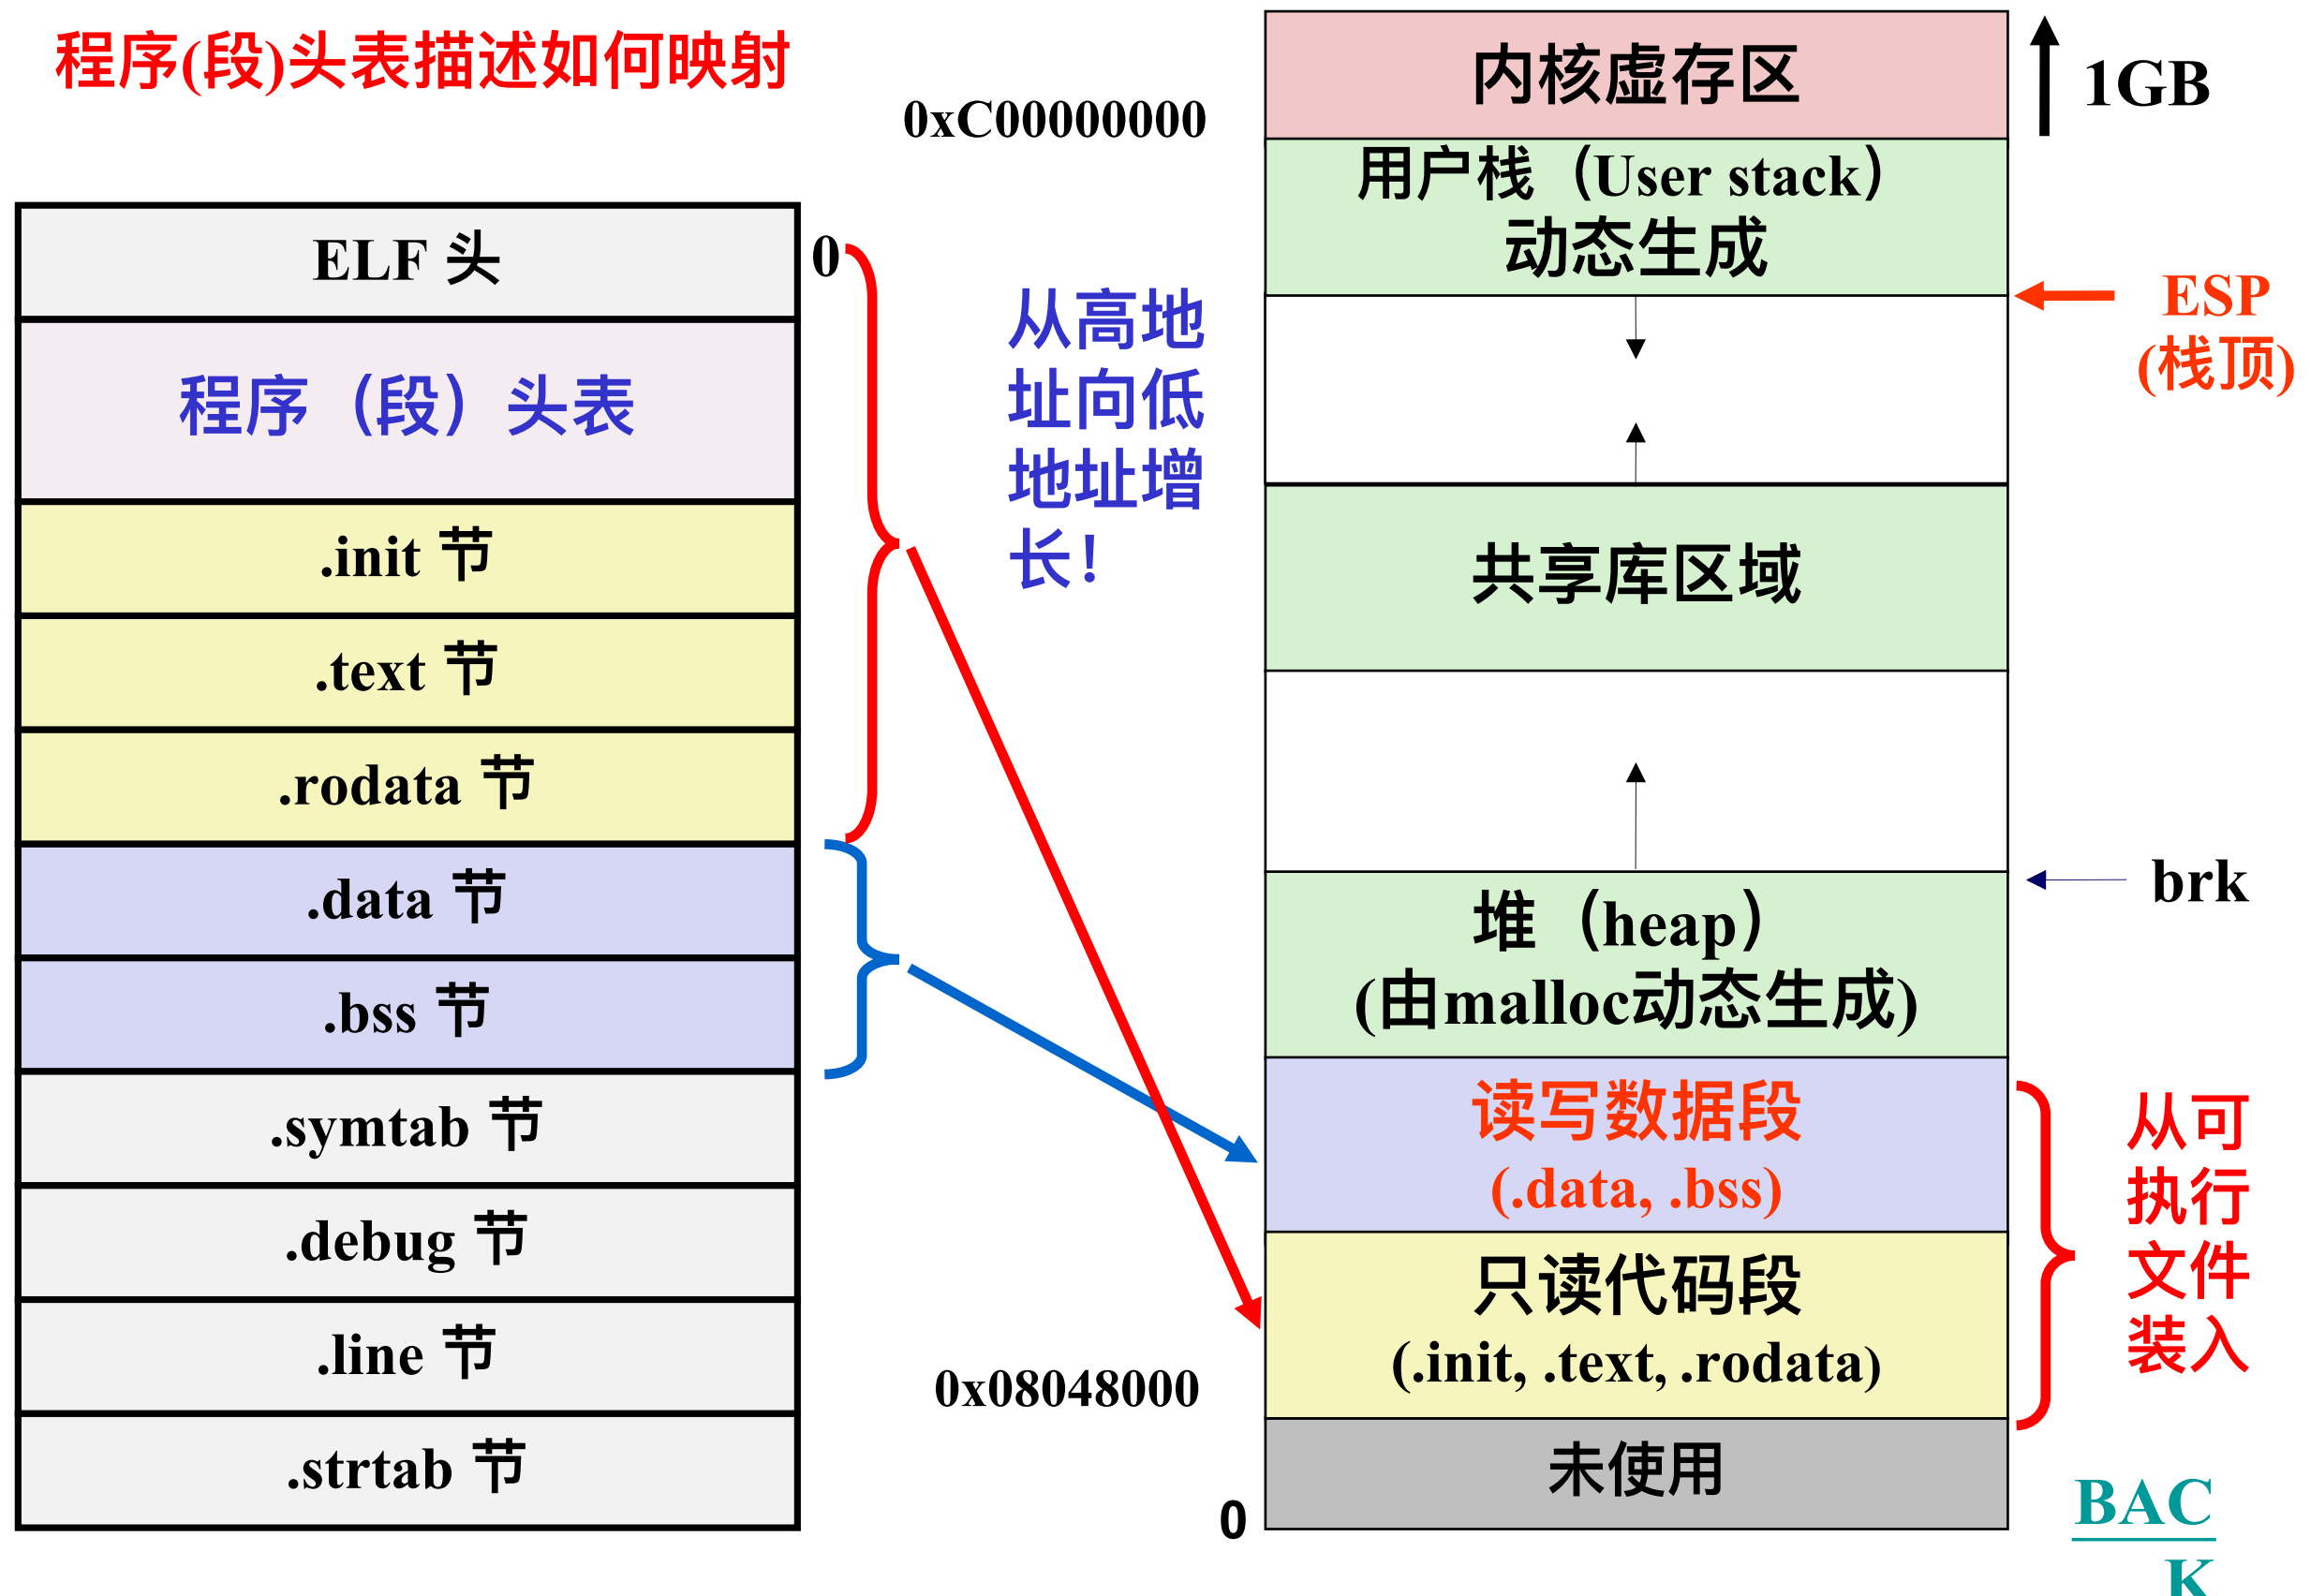 程序(段)头表描述如何映射
ELF 头
程序（段）头表
.init 节
.text 节
.rodata 节
.data 节
.bss 节
.symtab 节
.debug 节
.line 节
.strtab 节
0
从高地
址向低
地址增
长！
0xC0000000
0x08048000
0
内核虚存区
用户栈（User stack）
动态生成
共享库区域
堆（heap）
(由malloc动态生成)
读写数据段
(.data, .bss)
只读代码段
(.init, .text, .rodata)
未使用
1GB
ESP
(栈顶)
brk
从可
执行
文件
装入
BAC
K